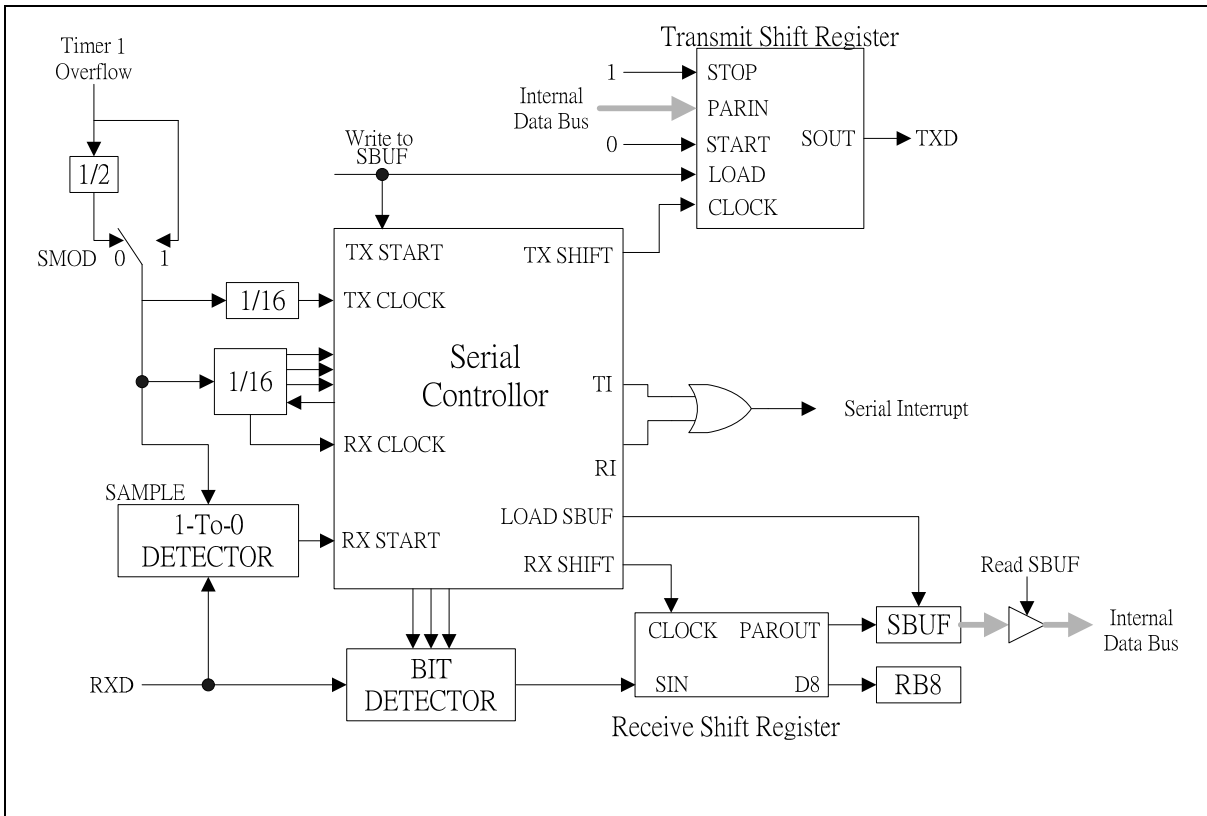 Timer 1
Overflow
1/2
SMOD 0 1
Write to
SBUF
Transmit Shift Register
1
STOP
Internal
Data Bus
PARIN
0
START
SOUT
TXD
LOAD
CLOCK
TX START
TX SHIFT
1/16
TX CLOCK
1/16
Serial
Controllor
TI
Serial Interrupt
RX CLOCK
RI
SAMPLE
1-To-0
DETECTOR
RX START
LOAD SBUF
RX SHIFT
Read SBUF
CLOCK
PAROUT
SBUF
Internal
Data Bus
RXD
BIT
DETECTOR
SIN
D8
RB8
Receive Shift Register